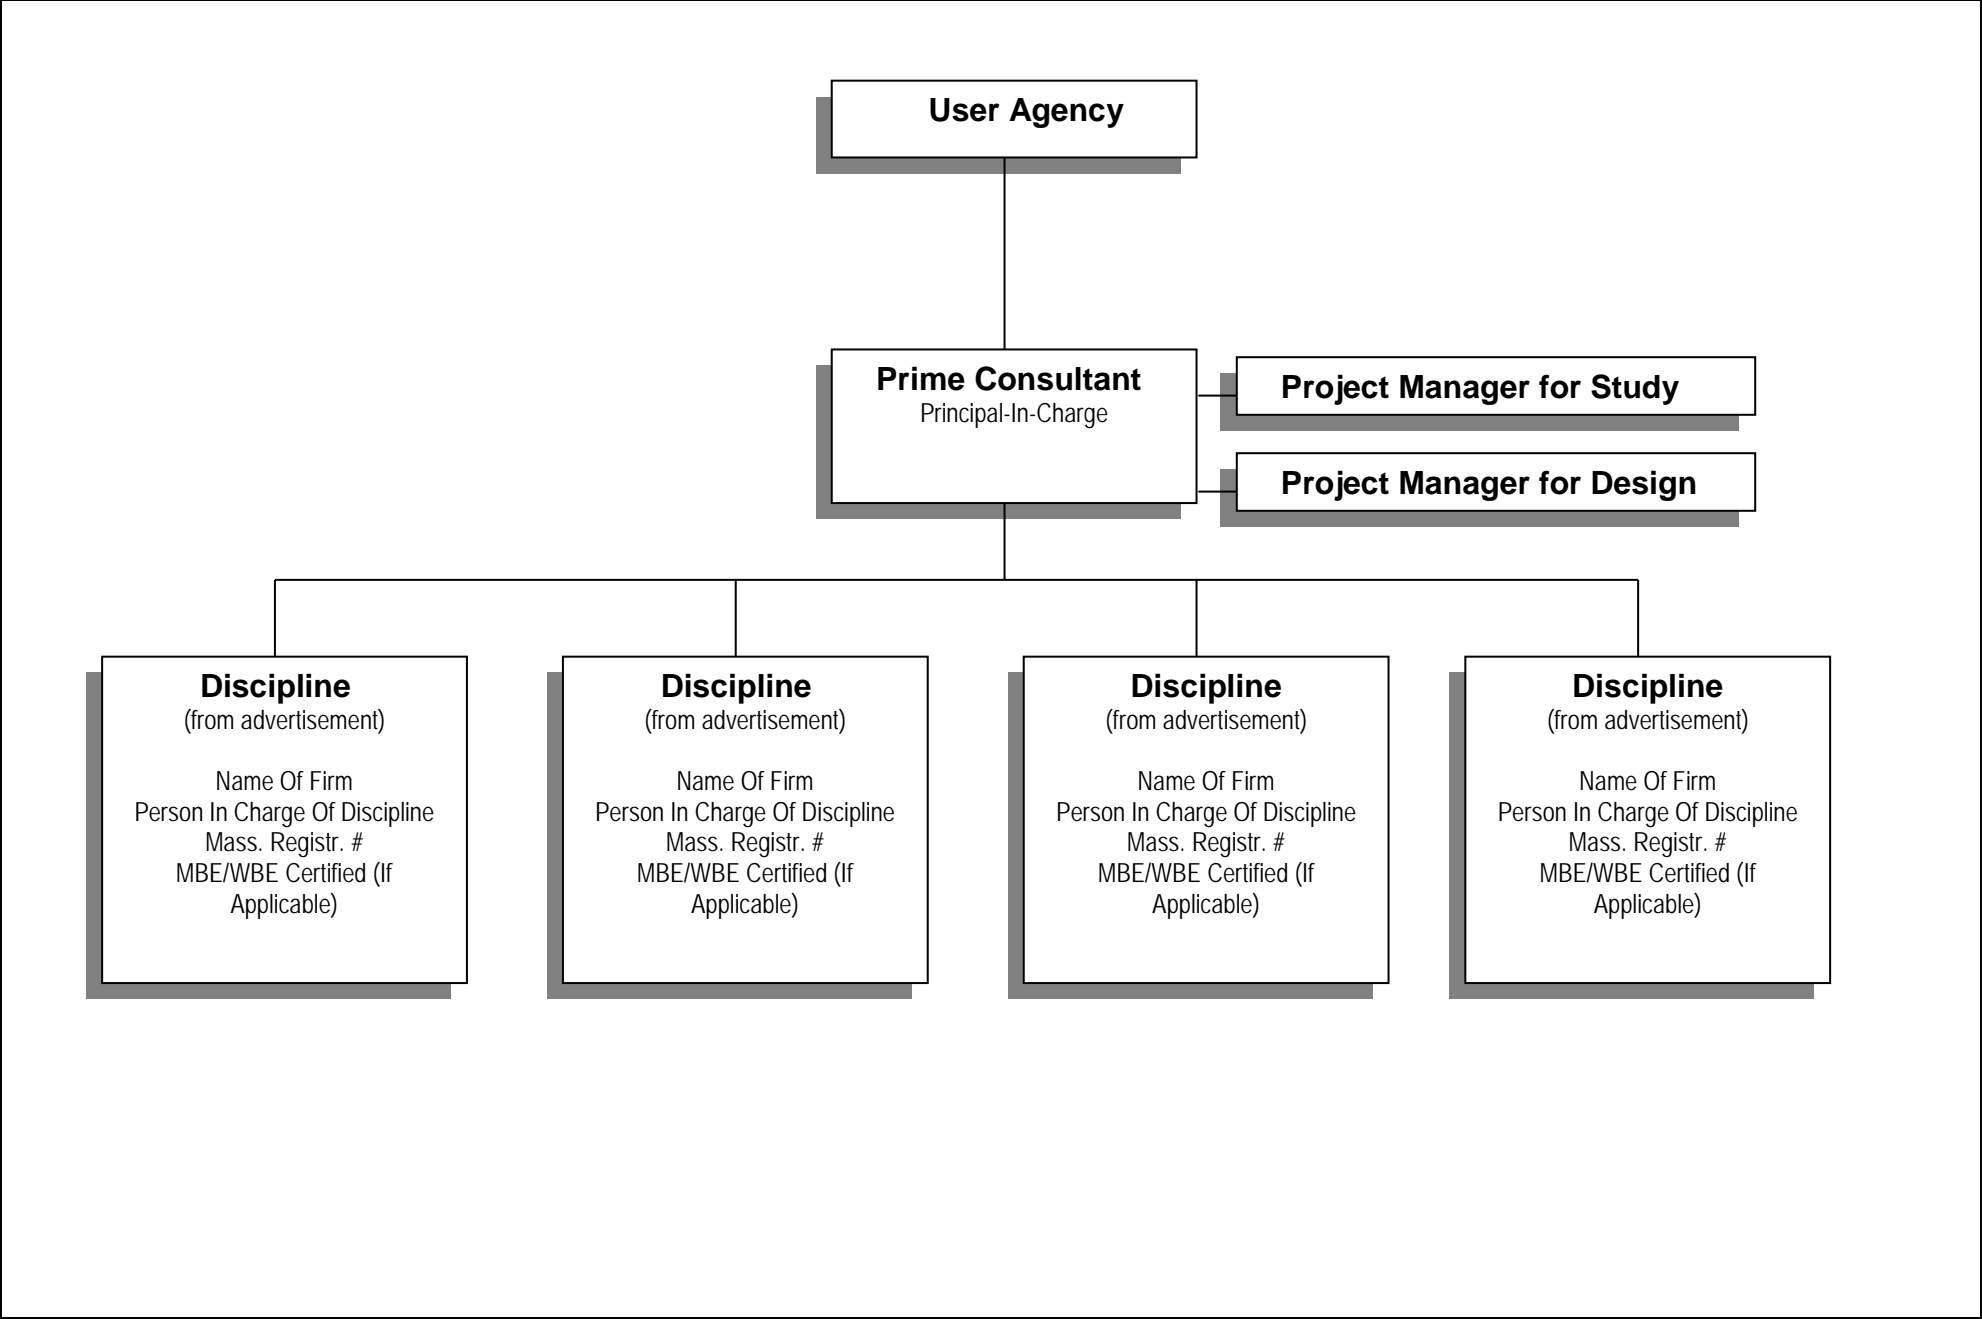 User Agency
Prime Consultant
Principal-In-Charge
Project Manager for Study
Project Manager for Design
Discipline
(from advertisement)
Name Of Firm
Person In Charge Of Discipline
Mass. Registr. #
MBE/WBE Certified (If
Applicable)
Discipline
(from advertisement)
Name Of Firm
Person In Charge Of Discipline
Mass. Registr. #
MBE/WBE Certified (If
Applicable)
Discipline
(from advertisement)
Name Of Firm
Person In Charge Of Discipline
Mass. Registr. #
MBE/WBE Certified (If
Applicable)
Discipline
(from advertisement)
Name Of Firm
Person In Charge Of Discipline
Mass. Registr. #
MBE/WBE Certified (If
Applicable)